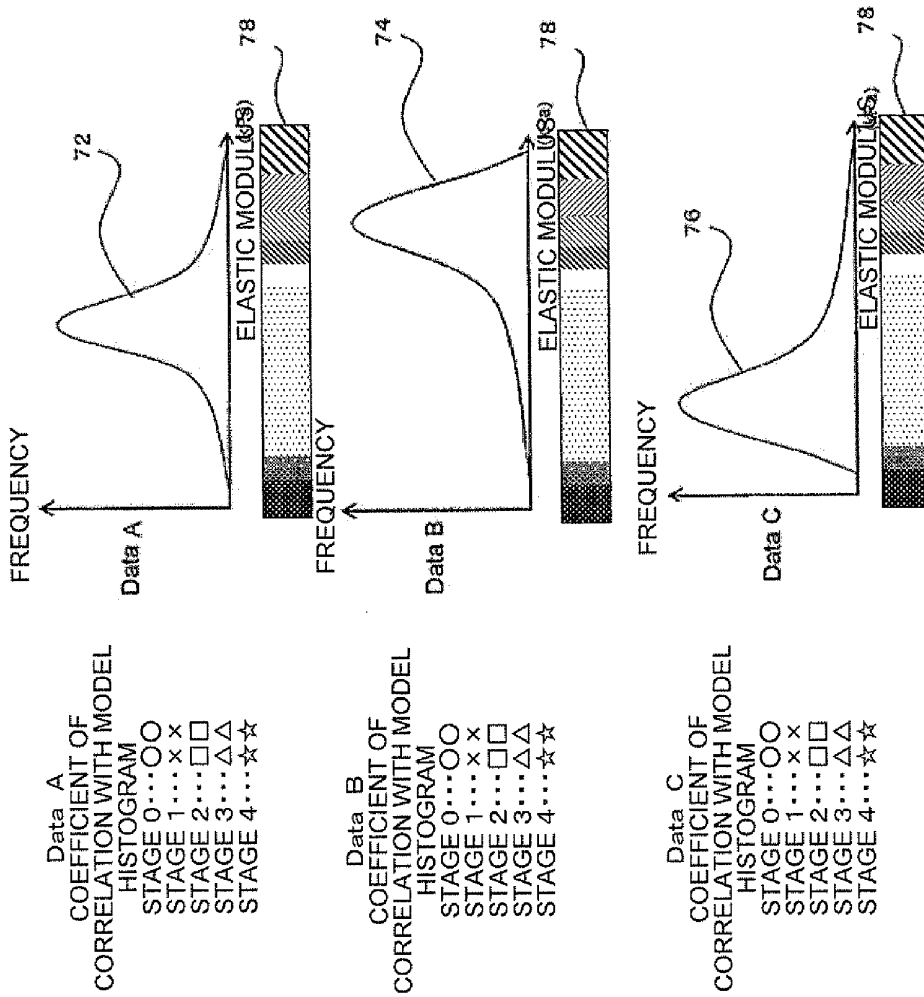 FREQUENCY
72
Data A
ELASTIC MODULUS
(Pa)
78
Data A
COEFFICIENT OF
CORRELATION WITH MODEL
HISTOGRAM
STAGE 0····○○
STAGE 1····××
STAGE 2····□□
STAGE 3····△△
STAGE 4····☆☆
FREQUENCY
74
Data B
ELASTIC MODULUS
(Pa)
78
Data B
COEFFICIENT OF
CORRELATION WITH MODEL
HISTOGRAM
STAGE 0····○○
STAGE 1····××
STAGE 2····□□
STAGE 3····△△
STAGE 4····☆☆
FREQUENCY
76
Data C
ELASTIC MODULUS
(Pa)
78
Data C
COEFFICIENT OF
CORRELATION WITH MODEL
HISTOGRAM
STAGE 0····○○
STAGE 1····××
STAGE 2····□□
STAGE 3····△△
STAGE 4····☆☆